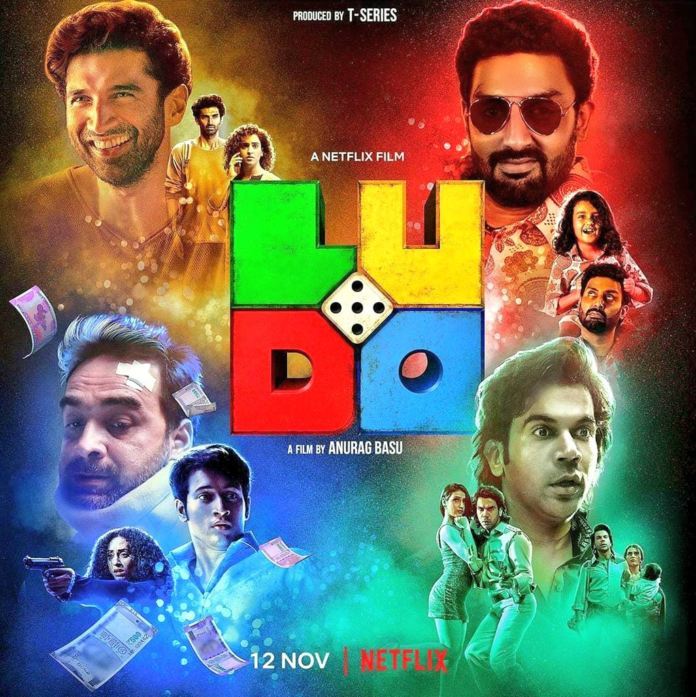 PRODUCED BY T-SERIES
A NETFLIX FILM
LU
DO
A FILM BY ANURAG BASU
12 NOV | NETFLIX